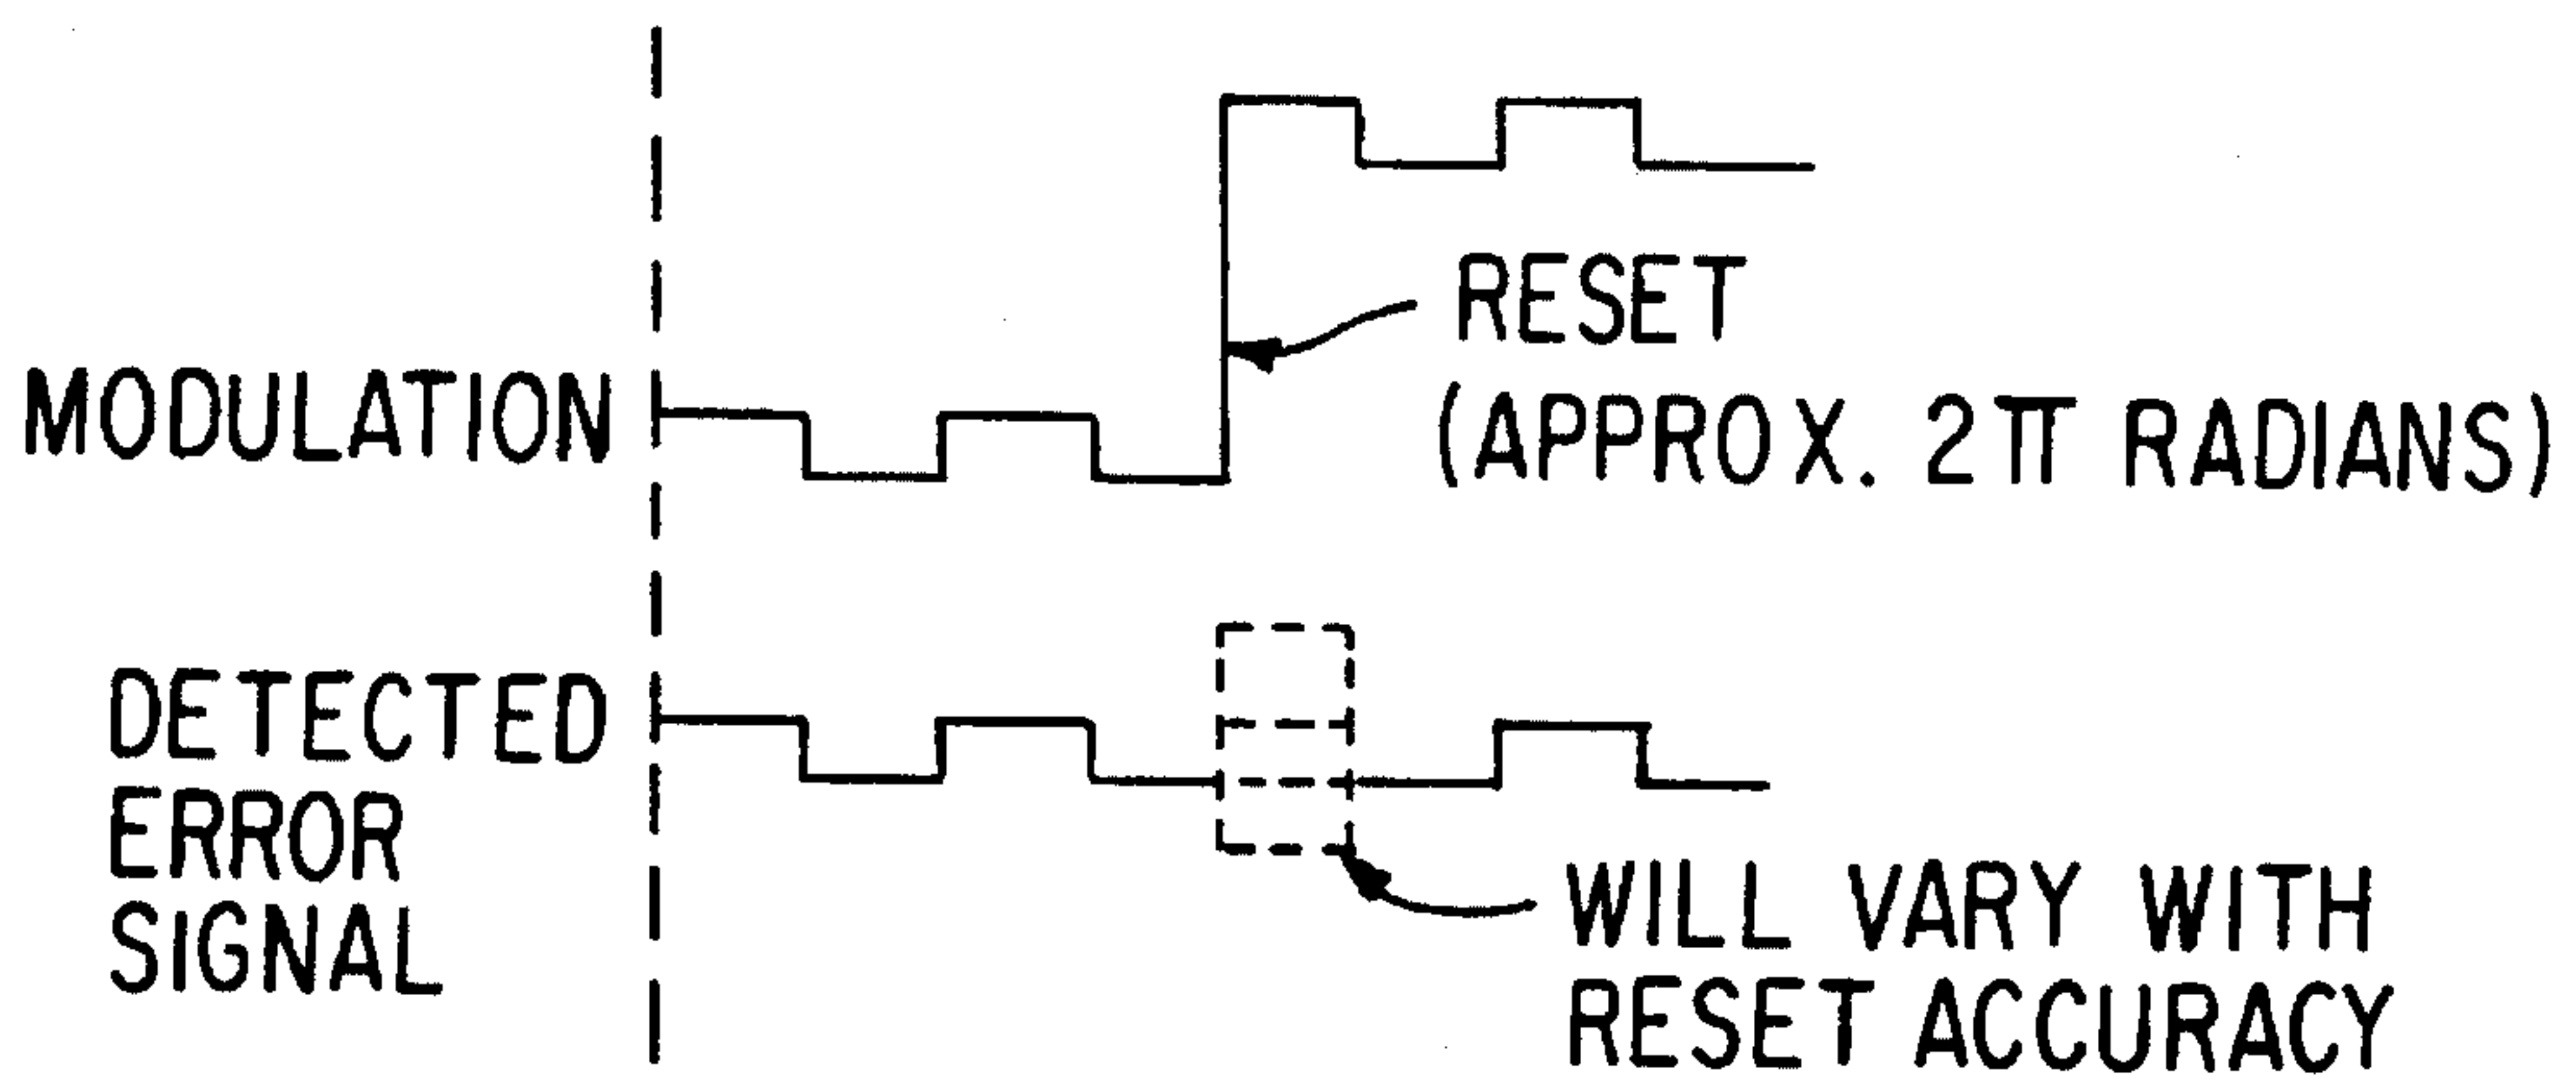 RESET
(APPROX. 2π RADIANS)
MODULATION
DETECTED
ERROR
SIGNAL
WILL VARY WITH
RESET ACCURACY